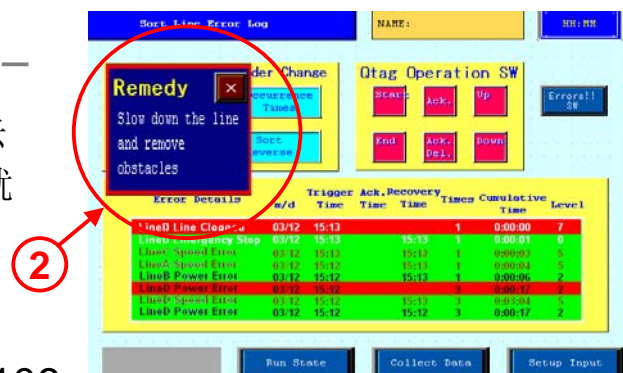 Sort Line Error Log
NAME:
HH:MM
Remedy
Slow down the line
and remove
obstacles
der Change
currence
Times
Sort
everse
Qtag Operation SW
Start
Ack.
Up
End
Ack.
Del.
Down
Errors!!
SW
就
2
Error Details m/d Trigger Time Ack. Time Recovery Time Times Cumulative Time Level
LineD Line Clogged 03/12 15:13 1 0:00:00 7
LineD Emergency Stop 03/12 15:13 15:13 1 0:00:01 0
LineC Speed Error 03/12 15:13 15:13 1 0:00:03 5
LineA Speed Error 03/12 15:12 15:13 1 0:00:04 5
LineB Power Error 03/12 15:12 15:13 1 0:00:06 2
LineD Power Error 03/12 15:12 3 0:00:17 2
LineD Speed Error 03/12 15:12 15:13 3 0:03:04 5
LineD Power Error 03/12 15:12 15:12 3 0:00:17 2
Run State
Collect Data
Setup Input